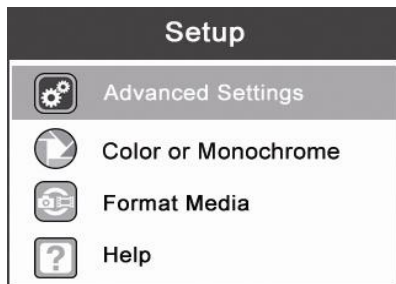 Setup
Advanced Settings
Color or Monochrome
Format Media
Help